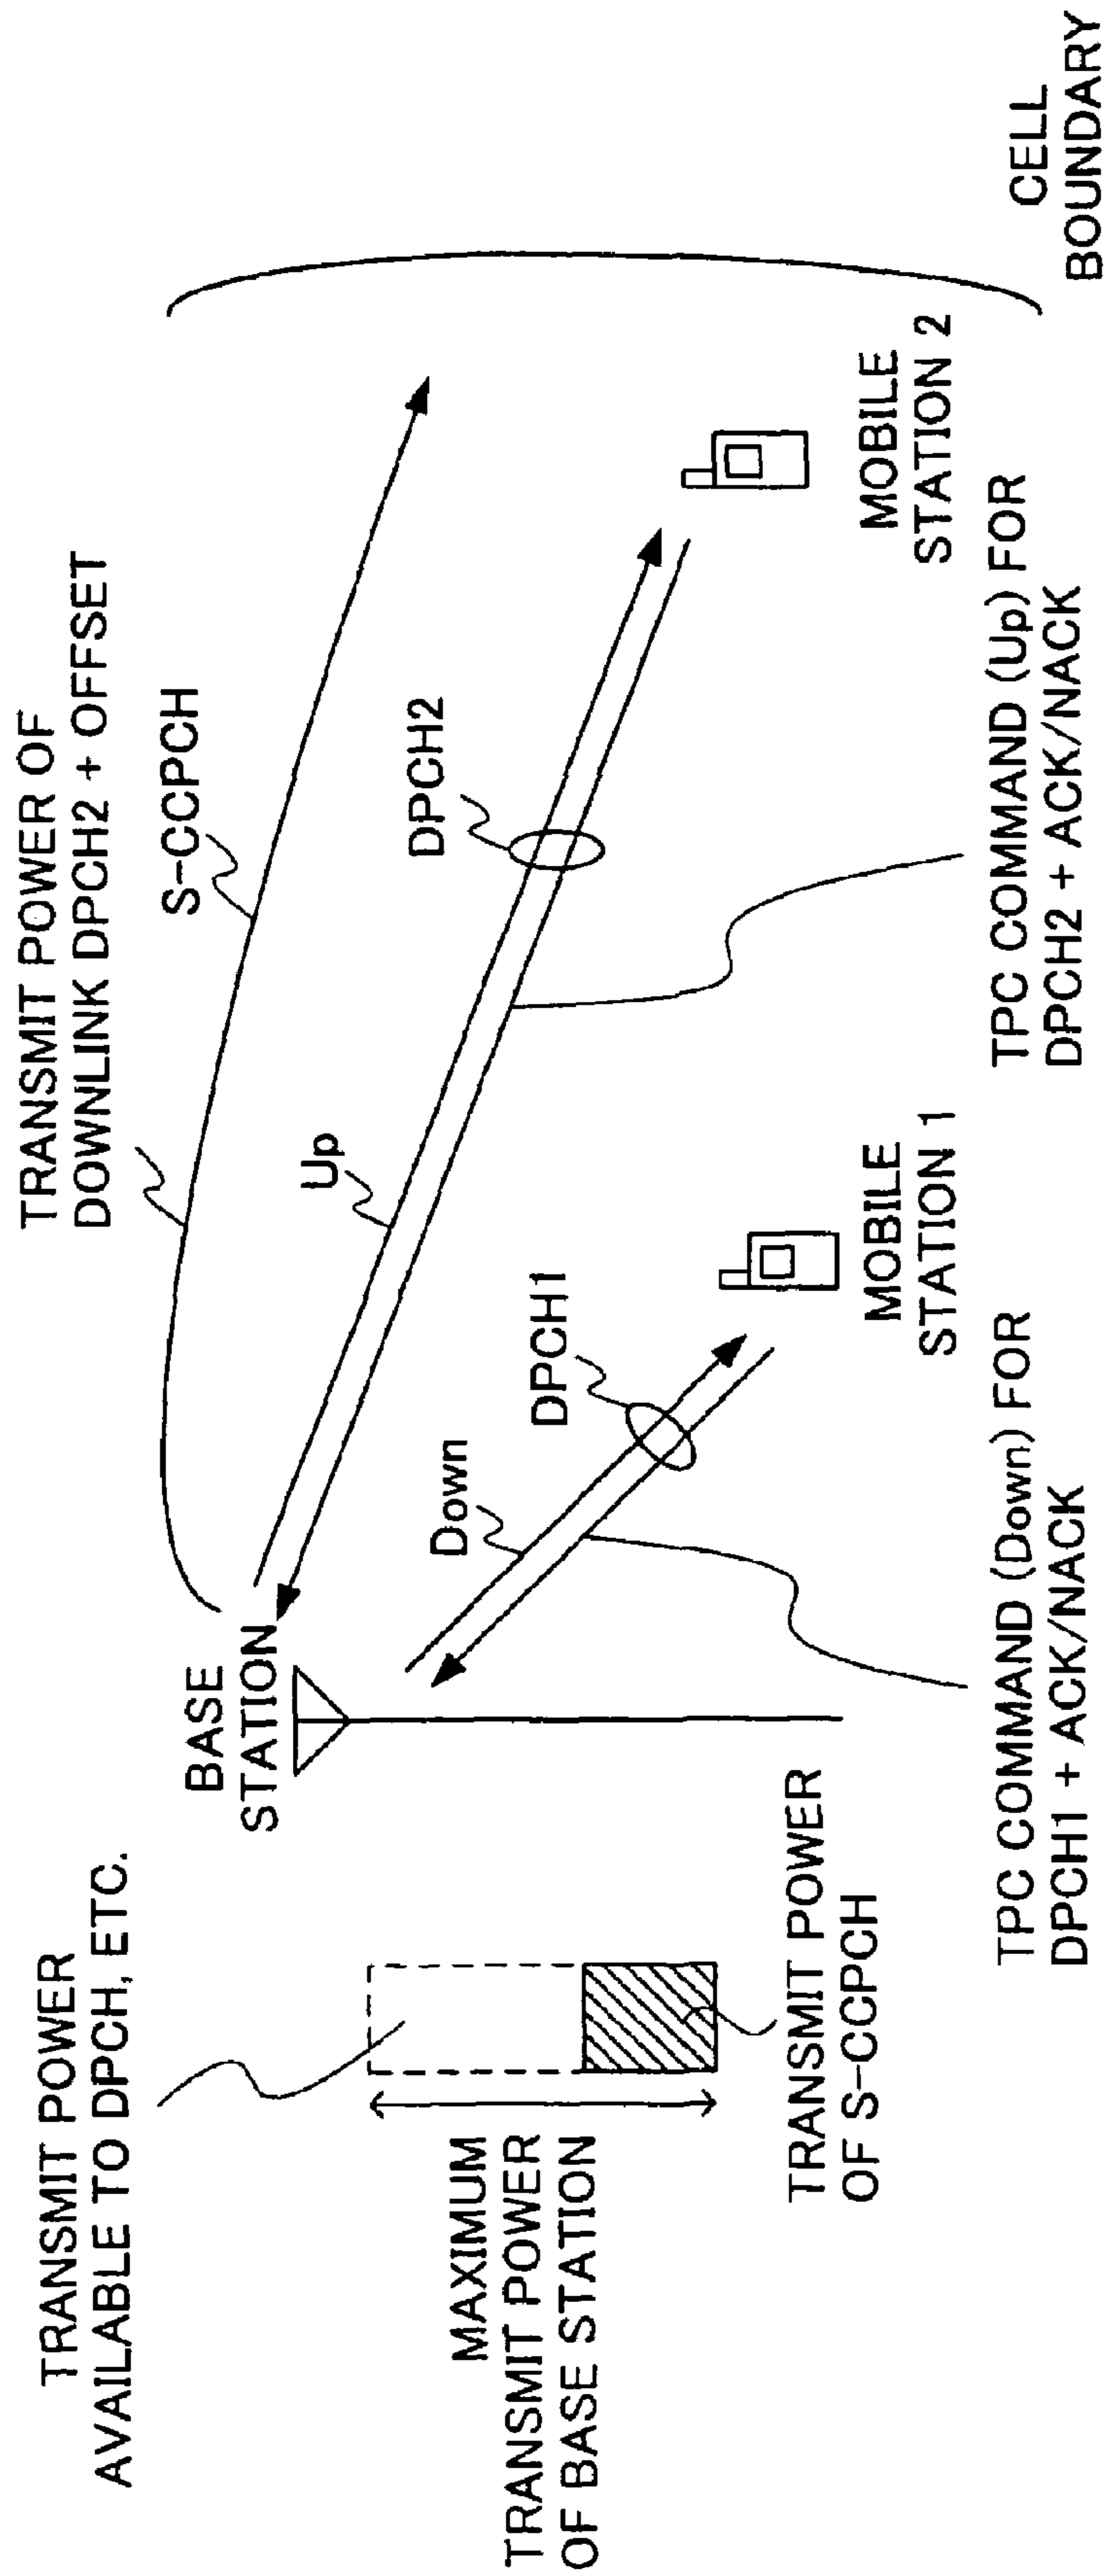 TRANSMIT POWER
AVAILABLE TO DPCH, ETC.
MAXIMUM
TRANSMIT POWER
OF BASE STATION
TRANSMIT POWER
OF S-CCPCH
BASE
STATION
TRANSMIT POWER OF
DOWNLINK DPCH2 + OFFSET
S-CCPCH
Up
DPCH2
Down
DPCH1
MOBILE
STATION 1
MOBILE
STATION 2
TPC COMMAND (Down) FOR
DPCH1 + ACK/NACK
TPC COMMAND (Up) FOR
DPCH2 + ACK/NACK
CELL
BOUNDARY